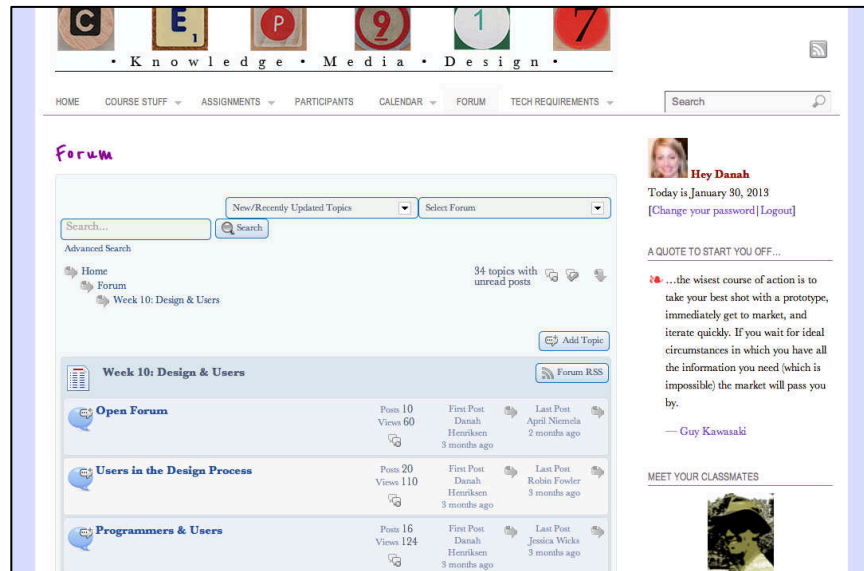 C E 1 P 9 1 7
• Knowledge • Media • Design •
HOME COURSE STUFF ASSIGNMENTS PARTICIPANTS CALENDAR FORUM TECH REQUIREMENTS Search
Forum
New/Recently Updated Topics Select Forum
Search... Search
Advanced Search
Home
Forum
Week 10: Design & Users
34 topics with
unread posts
Add Topic
Week 10: Design & Users Forum RSS
Open Forum
Posts 10
Views 60
First Post
Danah
Henriksen
3 months ago
Last Post
April Niemela
2 months ago
Users in the Design Process
Posts 20
Views 110
First Post
Danah
Henriksen
3 months ago
Last Post
Robin Fowler
3 months ago
Programmers & Users
Posts 16
Views 124
First Post
Danah
Henriksen
3 months ago
Last Post
Jessica Wicks
3 months ago
Hey Danah
Today is January 30, 2013
[Change your password|Logout]
A QUOTE TO START YOU OFF...
…the wisest course of action is to
take your best shot with a prototype,
immediately get to market, and
iterate quickly. If you wait for ideal
circumstances in which you have all
the information you need (which is
impossible) the market will pass you
by.
— Guy Kawasaki
MEET YOUR CLASSMATES